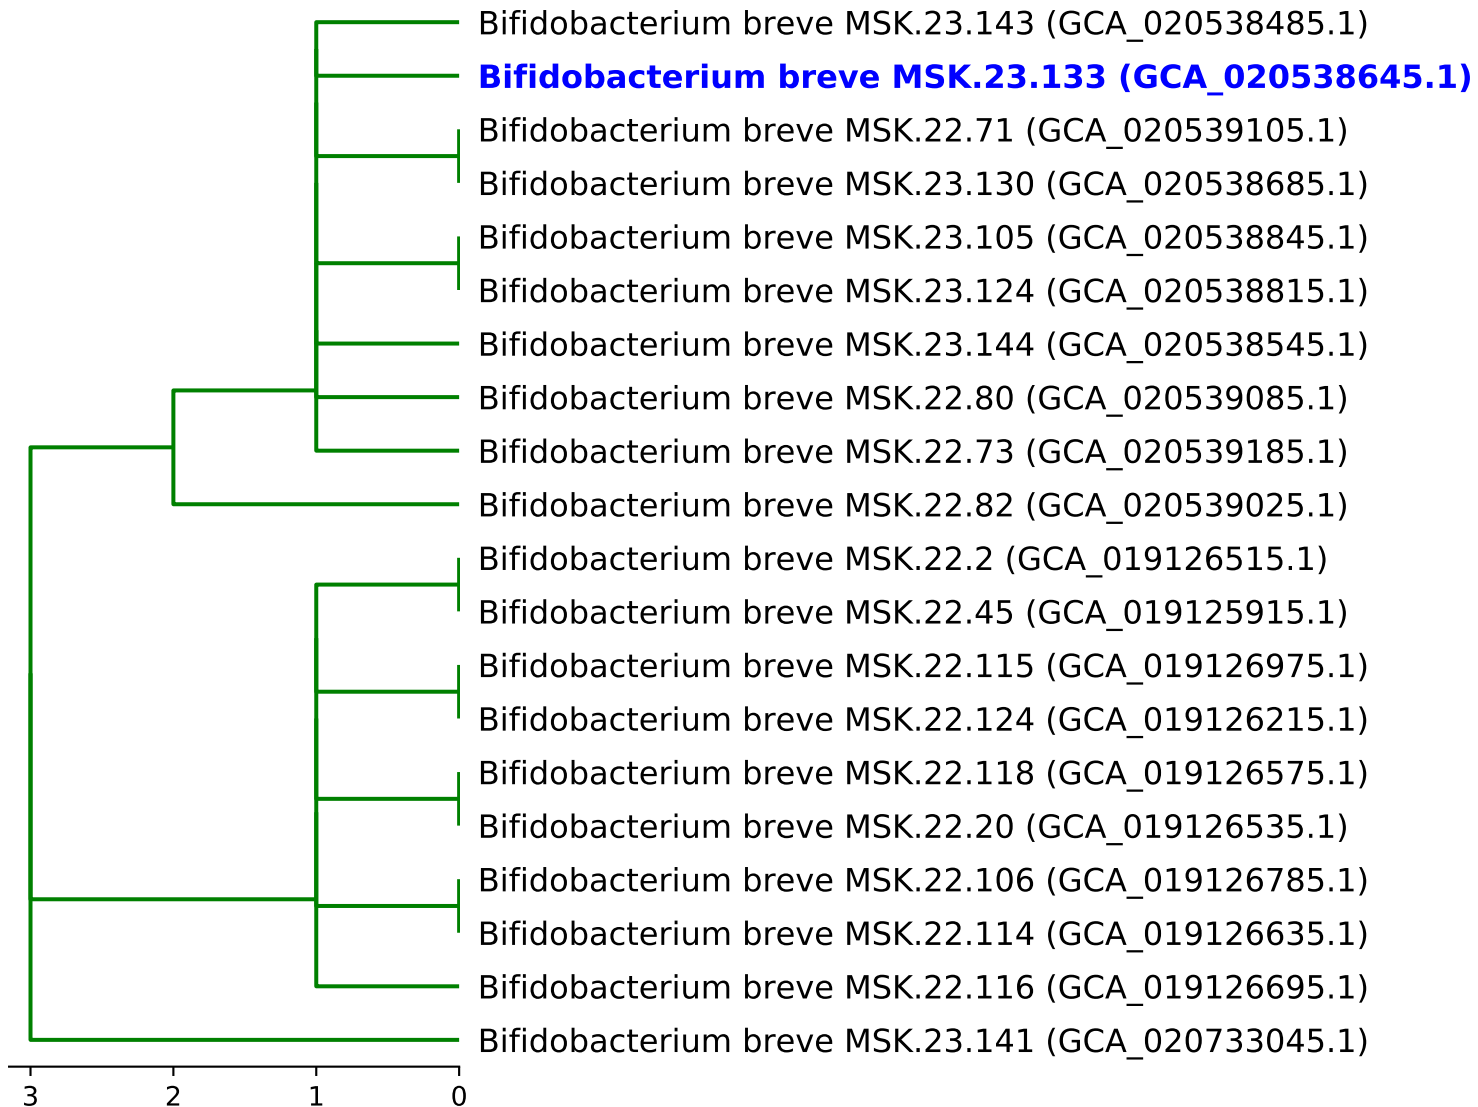 Bifidobacterium breve MSK.23.143 (GCA_020538485.1)
Bifidobacterium breve MSK.23.133 (GCA_020538645.1)
Bifidobacterium breve MSK.22.71 (GCA_020539105.1)
Bifidobacterium breve MSK.23.130 (GCA_020538685.1)
Bifidobacterium breve MSK.23.105 (GCA_020538845.1)
Bifidobacterium breve MSK.23.124 (GCA_020538815.1)
Bifidobacterium breve MSK.23.144 (GCA_020538545.1)
Bifidobacterium breve MSK.22.80 (GCA_020539085.1)
Bifidobacterium breve MSK.22.73 (GCA_020539185.1)
Bifidobacterium breve MSK.22.82 (GCA_020539025.1)
Bifidobacterium breve MSK.22.2 (GCA_019126515.1)
Bifidobacterium breve MSK.22.45 (GCA_019125915.1)
Bifidobacterium breve MSK.22.115 (GCA_019126975.1)
Bifidobacterium breve MSK.22.124 (GCA_019126215.1)
Bifidobacterium breve MSK.22.118 (GCA_019126575.1)
Bifidobacterium breve MSK.22.20 (GCA_019126535.1)
Bifidobacterium breve MSK.22.106 (GCA_019126785.1)
Bifidobacterium breve MSK.22.114 (GCA_019126635.1)
Bifidobacterium breve MSK.22.116 (GCA_019126695.1)
Bifidobacterium breve MSK.23.141 (GCA_020733045.1)
3 2 1 0